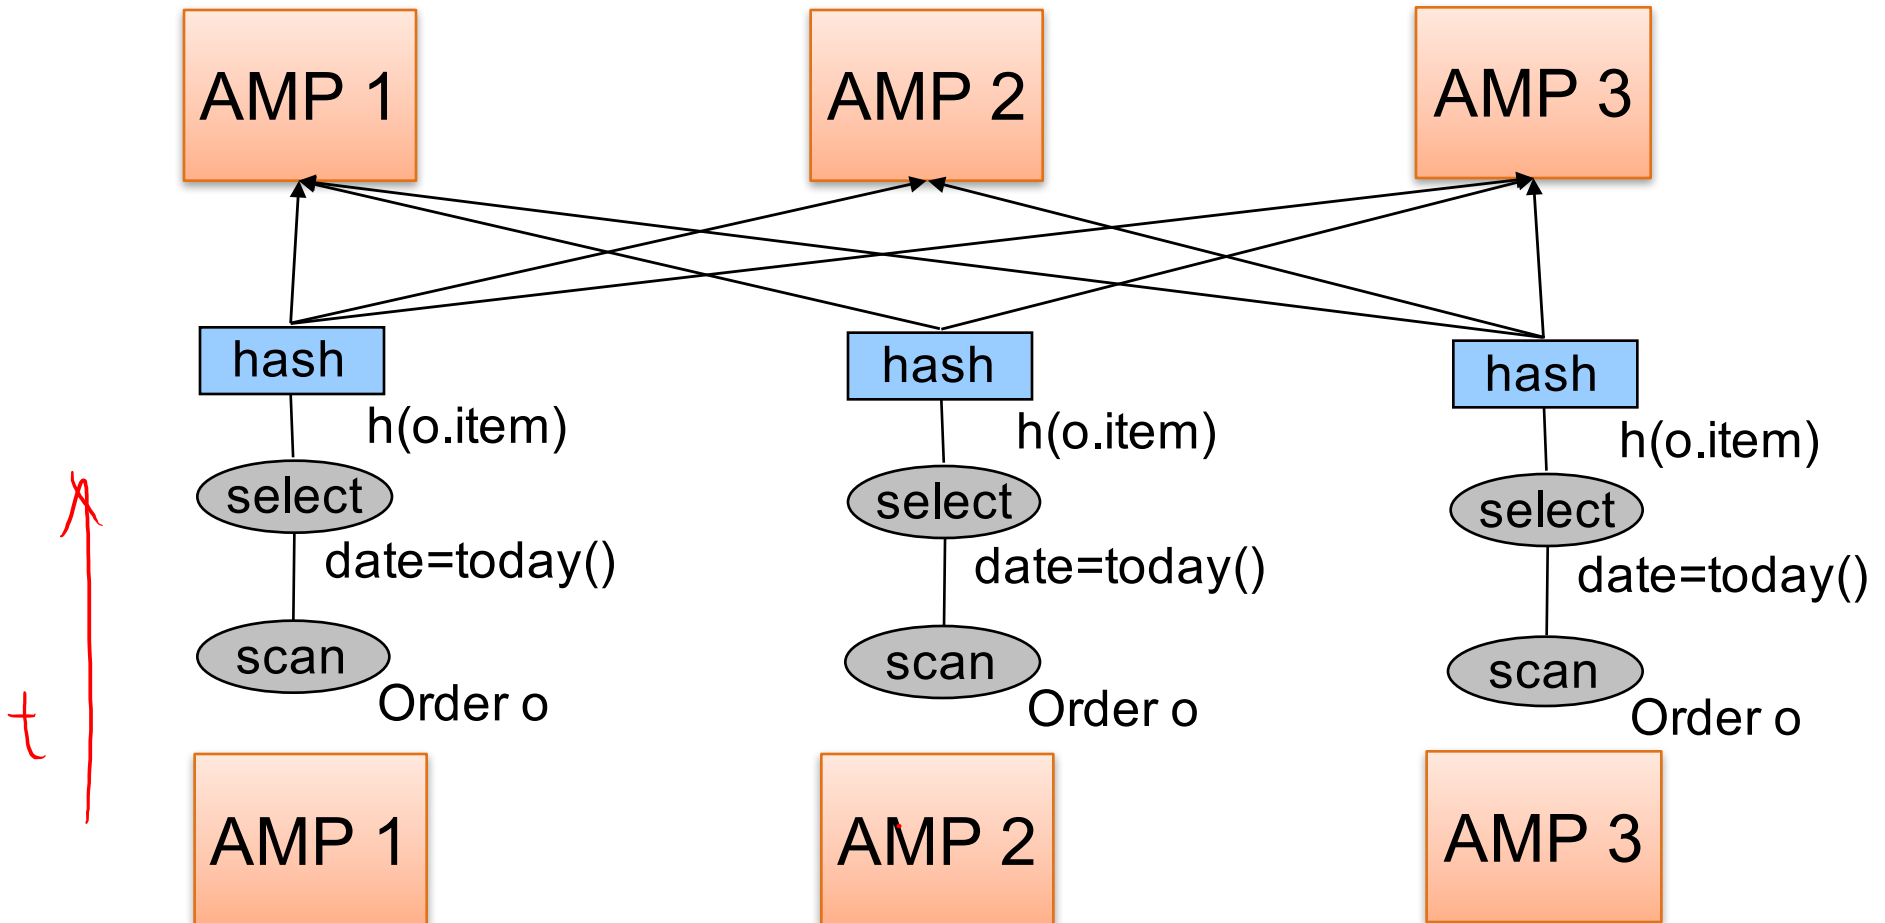 AMP 1
AMP 2
AMP 3
hash
hash
hash
h(o.item)
h(o.item)
h(o.item)
select
select
select
date=today()
date=today()
date=today()
scan
scan
scan
Order o
Order o
Order o
t
AMP 1
AMP 2
AMP 3